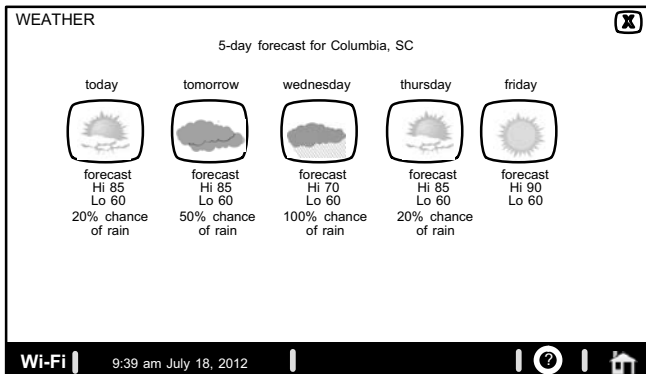 WEATHER
X
5-day forecast for Columbia, SC
today tomorrow wednesday thursday friday
forecast forecast forecast forecast forecast
Hi 85 Hi 85 Hi 70 Hi 85 Hi 90
Lo 60 Lo 60 Lo 60 Lo 60 Lo 60
20% chance 50% chance 100% chance 20% chance
of rain of rain of rain of rain
Wi-Fi 9:39 am July 18, 2012 ?